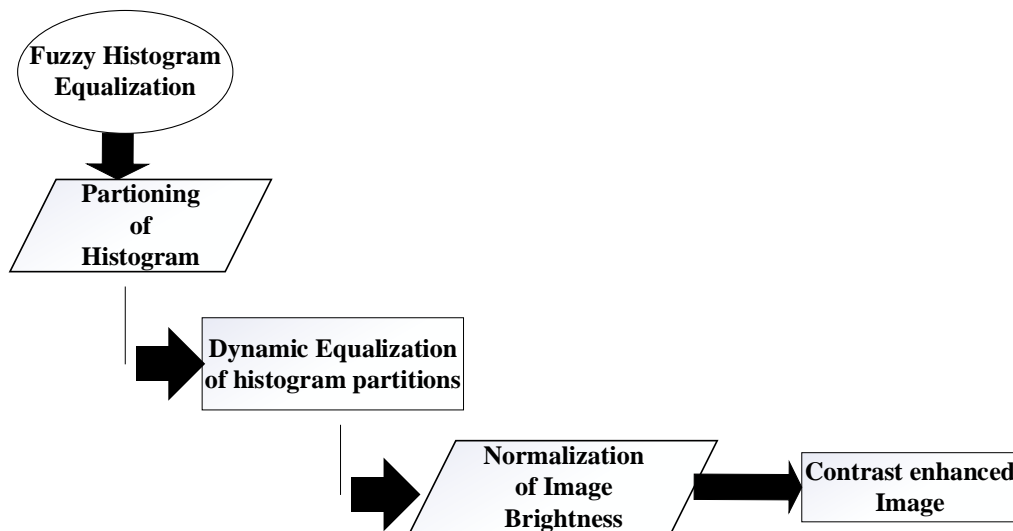 Fuzzy Histogram
Equalization
Partioning
of
Histogram
Dynamic Equalization
of histogram partitions
Normalization
of Image
Brightness
Contrast enhanced
Image